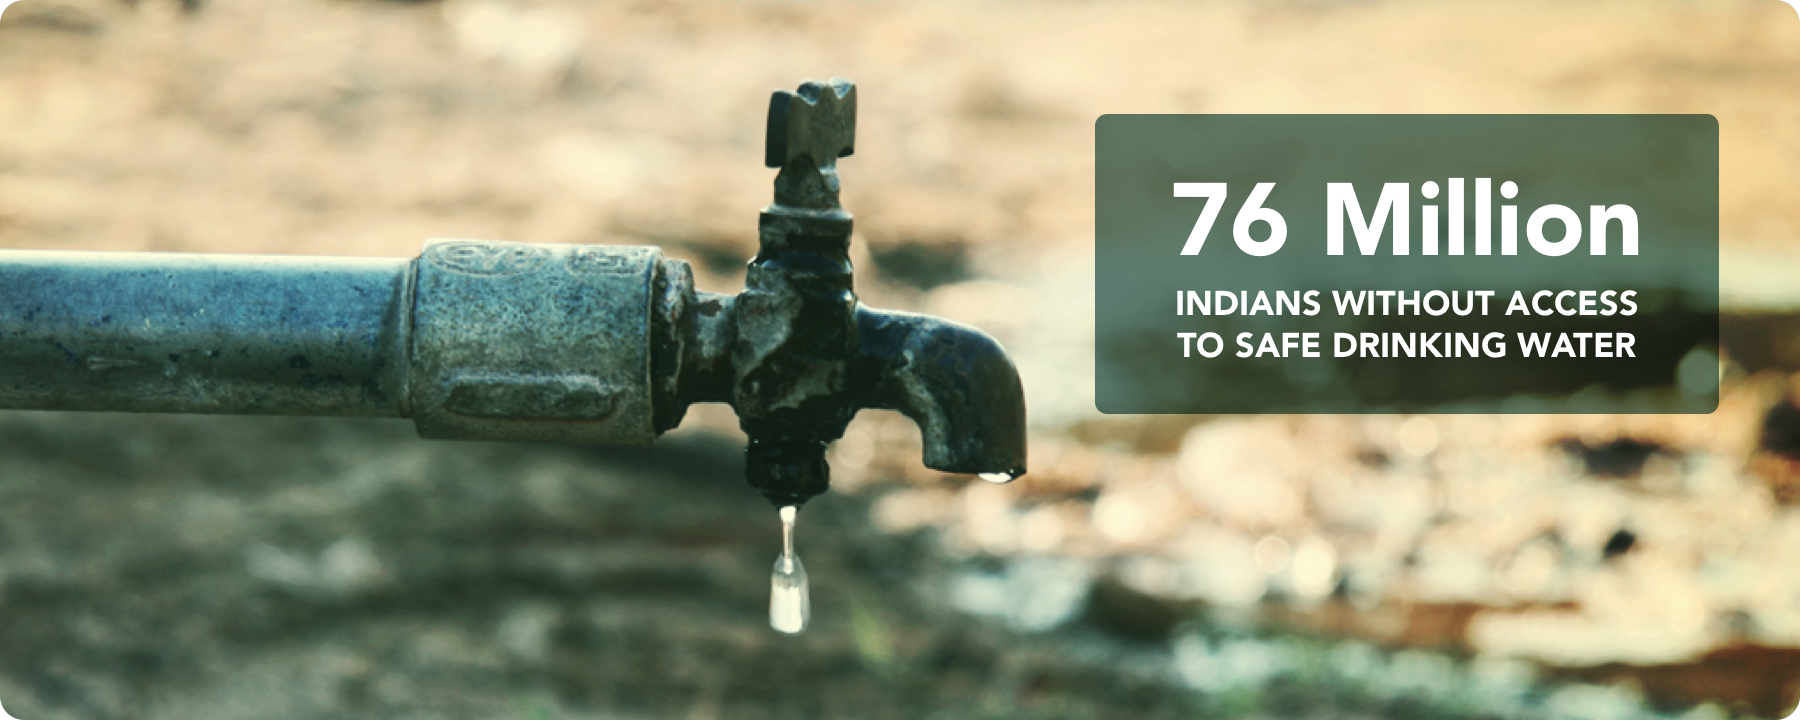 76 Million
INDIANS WITHOUT ACCESS
TO SAFE DRINKING WATER